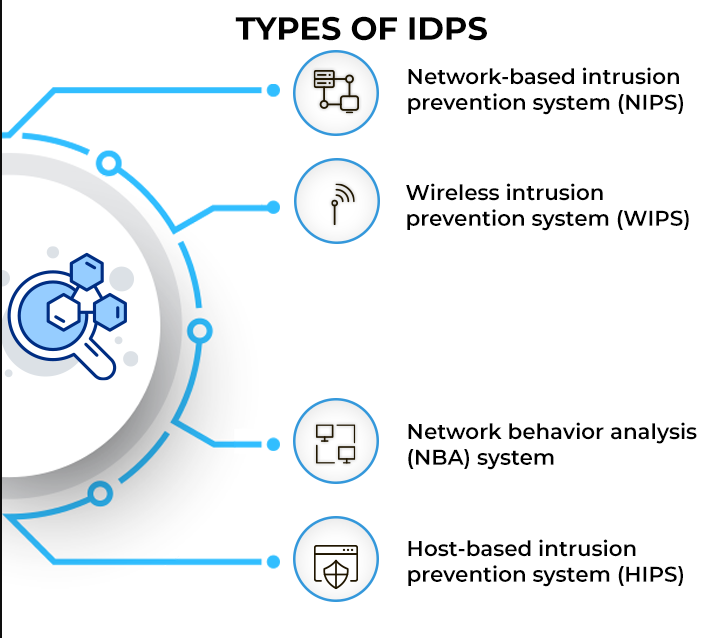 TYPES OF IDPS
Network-based intrusion
prevention system (NIPS)
Wireless intrusion
prevention system (WIPS)
Network behavior analysis
(NBA) system
Host-based intrusion
prevention system (HIPS)